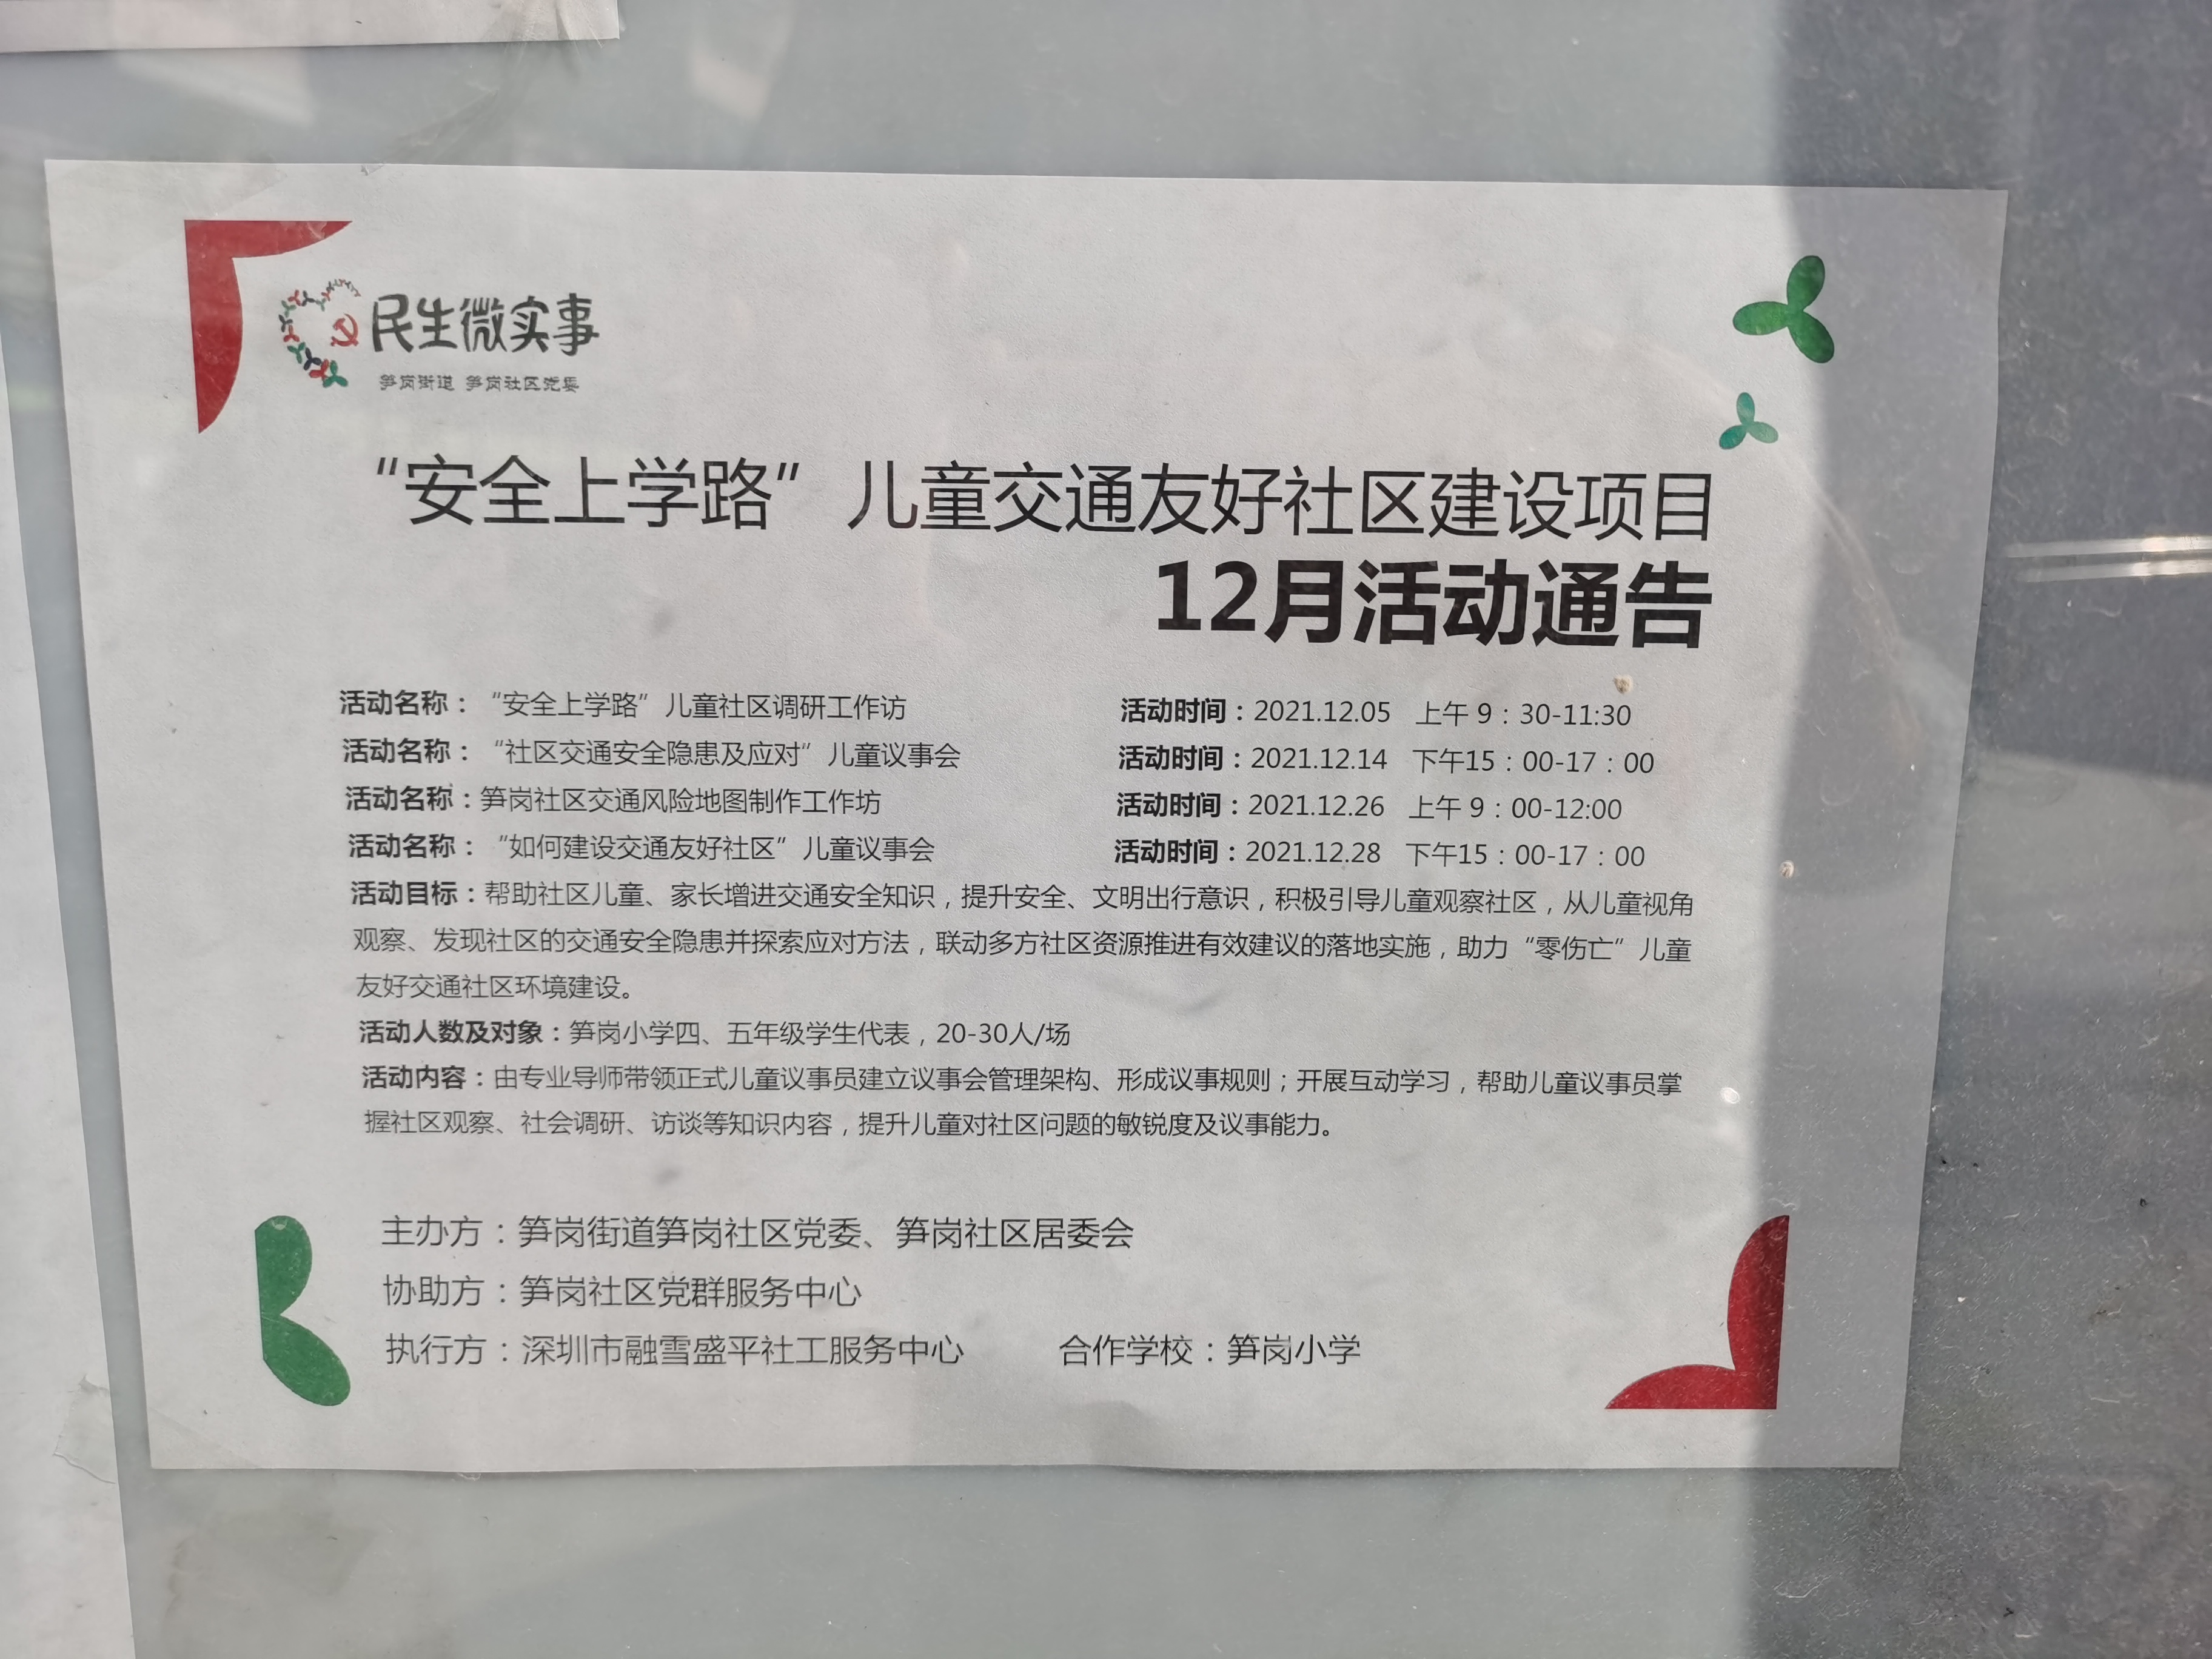 民生微实事
笋岗街道 笋岗社区党委
“安全上学路” 儿童交通友好社区建设项目
12月活动通告
活动名称：“安全上学路”儿童社区调研工作访 活动时间：2021.12.05 上午 9：30-11:30
活动名称：“社区交通安全隐患及应对”儿童议事会 活动时间：2021.12.14 下午15：00-17：00
活动名称：笋岗社区交通风险地图制作工作坊 活动时间：2021.12.26 上午 9：00-12:00
活动名称：“如何建设交通友好社区”儿童议事会 活动时间：2021.12.28 下午15：00-17：00
活动目标：帮助社区儿童、家长增进交通安全知识，提升安全、文明出行意识，积极引导儿童观察社区，从儿童视角
观察、发现社区的交通安全隐患并探索应对方法，联动多方社区资源推进有效建议的落地实施，助力“零伤亡”儿童
友好交通社区环境建设。
活动人数及对象：笋岗小学四、五年级学生代表，20-30人/场
活动内容：由专业导师带领正式儿童议事员建立议事会管理架构、形成议事规则；开展互动学习，帮助儿童议事员掌
握社区观察、社会调研、访谈等知识内容，提升儿童对社区问题的敏锐度及议事能力。
主办方：笋岗街道笋岗社区党委、笋岗社区居委会
协助方：笋岗社区党群服务中心
执行方：深圳市融雪盛平社工服务中心 合作学校：笋岗小学